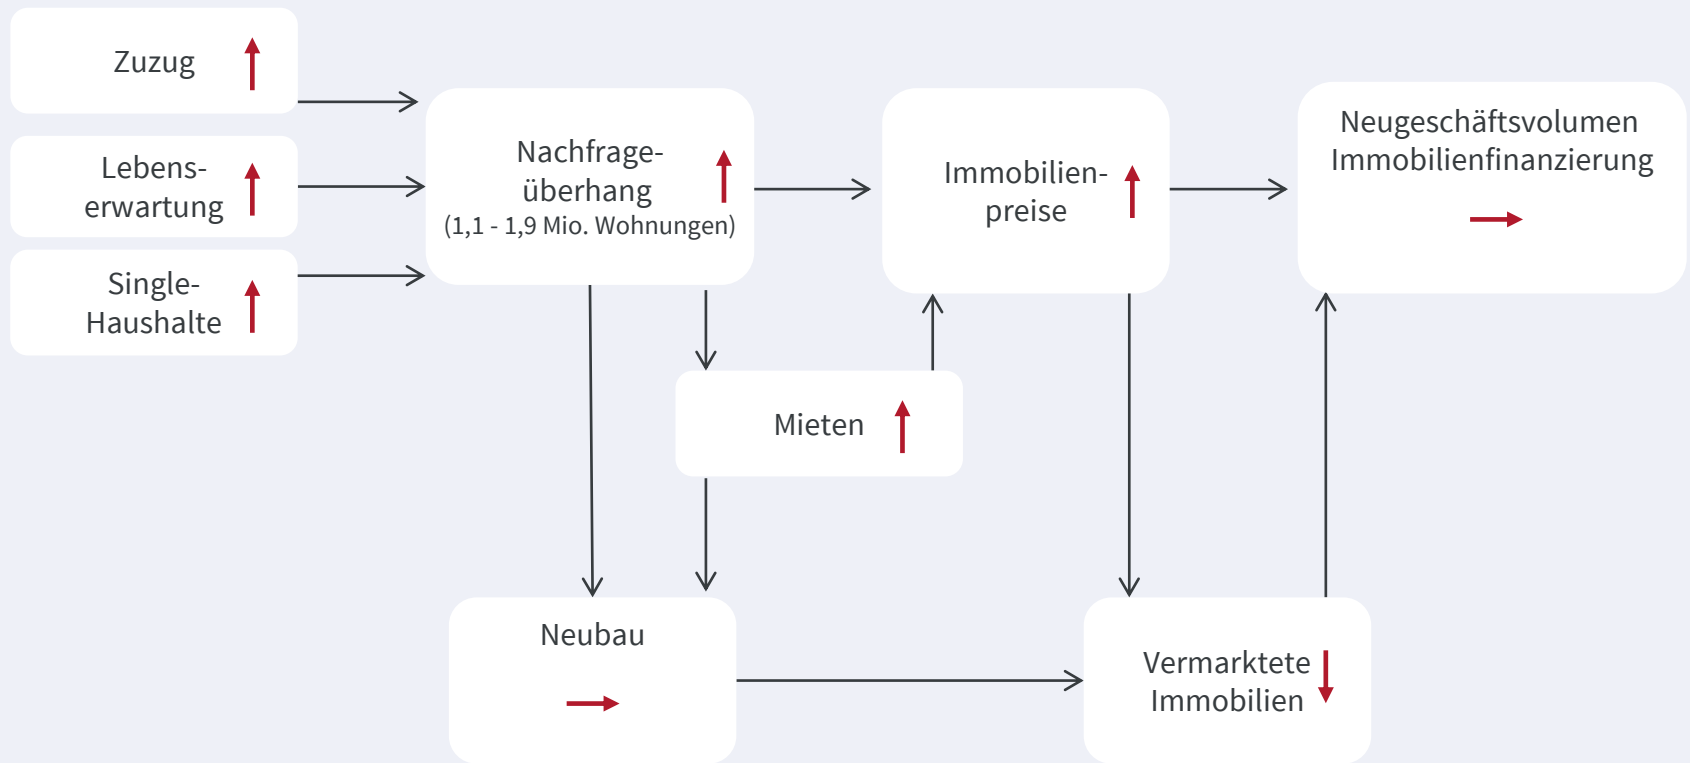 Zuzug
Lebens-
erwartung
Single-
Haushalte
Nachfrage-
überhang
(1,1 - 1,9 Mio. Wohnungen)
Immobilien-
preise
Neugeschäftsvolumen
Immobilienfinanzierung
Mieten
Neubau
Vermarktete
Immobilien